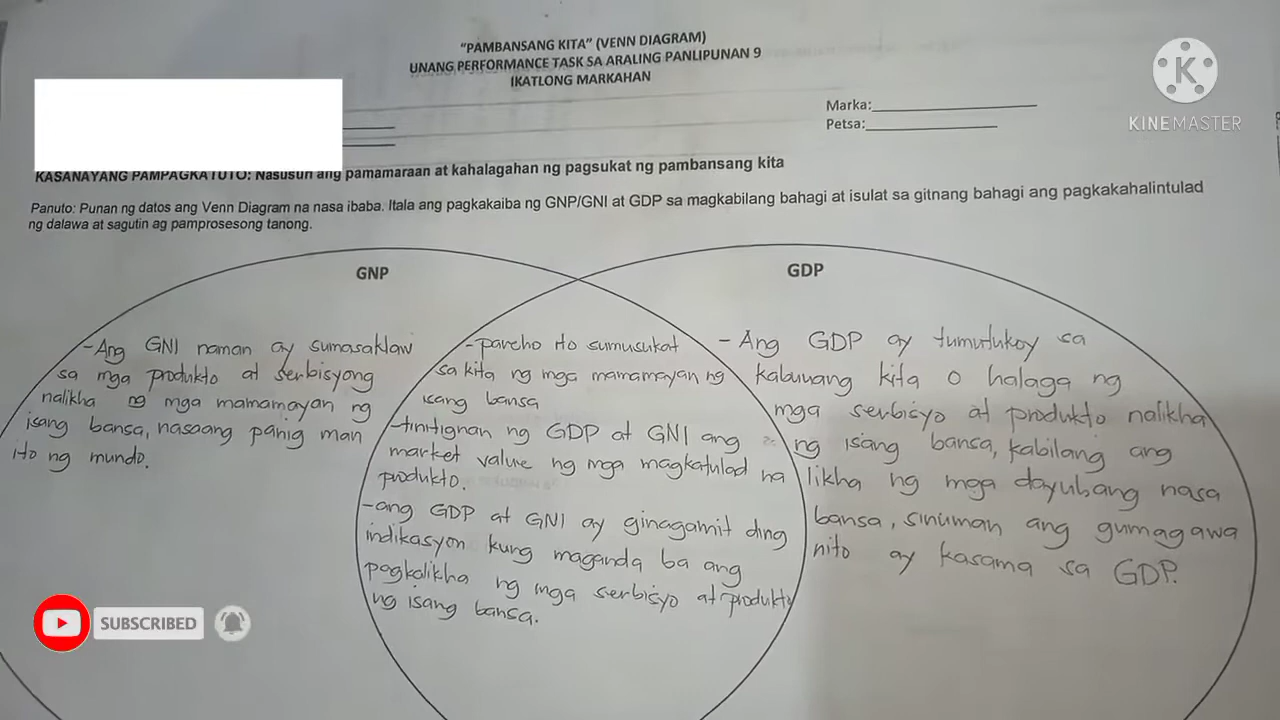 "PAMBANSANG KITA" (VENN DIAGRAM)
UNANG PERFORMANCE TASK SA ARALING PANLIPUNAN 9
IKATLONG MARKAHAN
Marka:
Petsa:
KINEMASTER
KASANAYANG PAMPAGKATUTO: Nasusuri ang pamamaraan at kahalagahan ng pagsukat ng pambansang kita
Panuto: Punan ng datos ang Venn Diagram na nasa ibaba. Itala ang pagkakaiba ng GNP/GNI at GDP sa magkabilang bahagi at isulat sa gitnang bahagi ang pagkakahalintulad
ng dalawa at sagutin ag pamprosesong tanong.
GNP
-Ang GNI naman ay sumasaklaw
sa mga produkto at serbisyong
nalikha ng mga mamamayan ng
isang bansa, nasaang panig man
ito ng mundo.
-pareho ito sumusukat
sa kita ng mga mamamayan ng
isang bansa
-tinitignan ng GDP at GNI ang
market value ng mga magkatulad na
produkto.
-ang GDP at GNI ay ginagamit ding
indikasyon kung maganda ba ang
pagkalikha ng mga serbisyo at produkto
ng isang bansa.
GDP
- Ang GDP ay tumutukoy sa
kabuuang kita o halaga ng
mga serbisyo at produkto nalikha
ng isang bansa, kabilang ang
likha ng mga dayuhang nasa
bansa, sinuman ang gumagawa
nito ay kasama sa GDP.
SUBSCRIBED